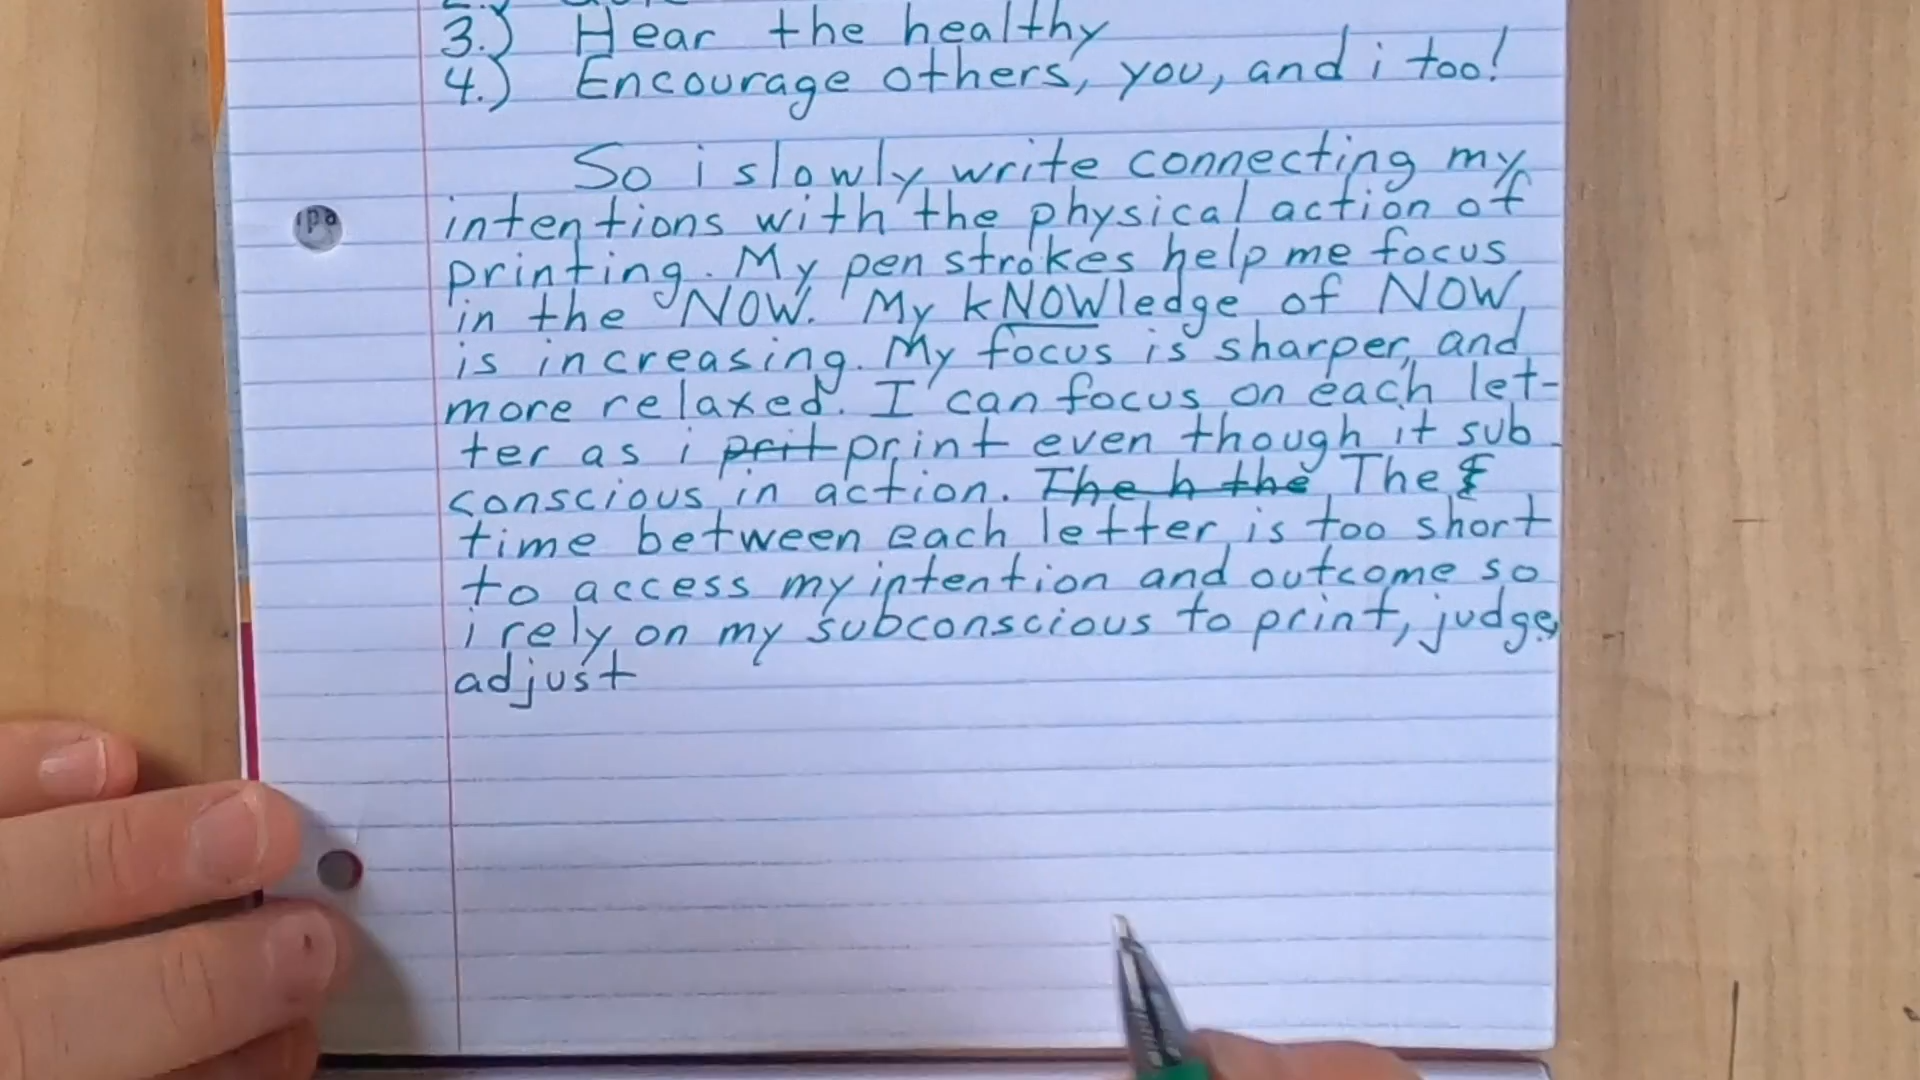 3.) Hear the healthy
4.) Encourage others, you, and i too!
So i slowly write connecting my
intentions with the physical action of
printing. My pen strokes help me focus
in the NOW. My kNOWledge of NOW
is increasing. My focus is sharper, and
more relaxed. I can focus on each let-
ter as i prit print even though it sub
conscious in action. The h the The
time between each letter is too short
to access my intention and outcome so
i rely on my subconscious to print, judge,
adjust